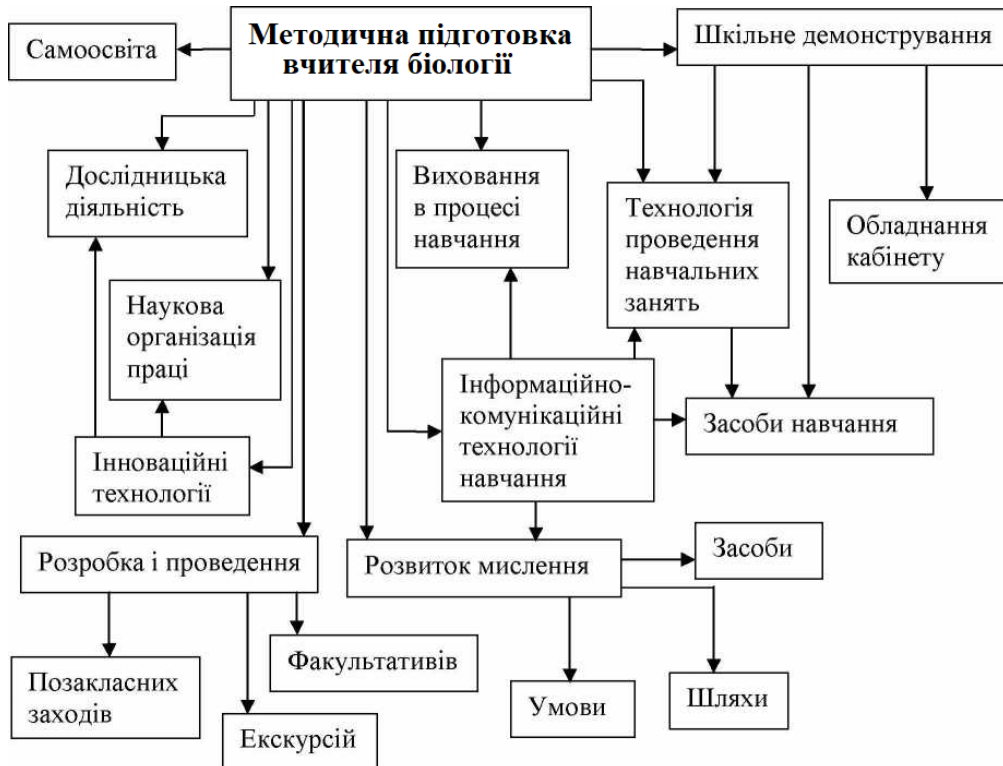 Методична підготовка
вчителя біології
Самоосвіта
Шкільне демонстрування
Дослідницька
діяльність
Виховання
в процесі
навчання
Технологія
проведення
навчальних
занять
Обладнання
кабінету
Наукова
організація
праці
Інформаційно-
комунікаційні
технології
навчання
Засоби навчання
Інноваційні
технології
Розробка і проведення
Розвиток мислення
Засоби
Позакласних
заходів
Екскурсій
Факультативів
Умови
Шляхи